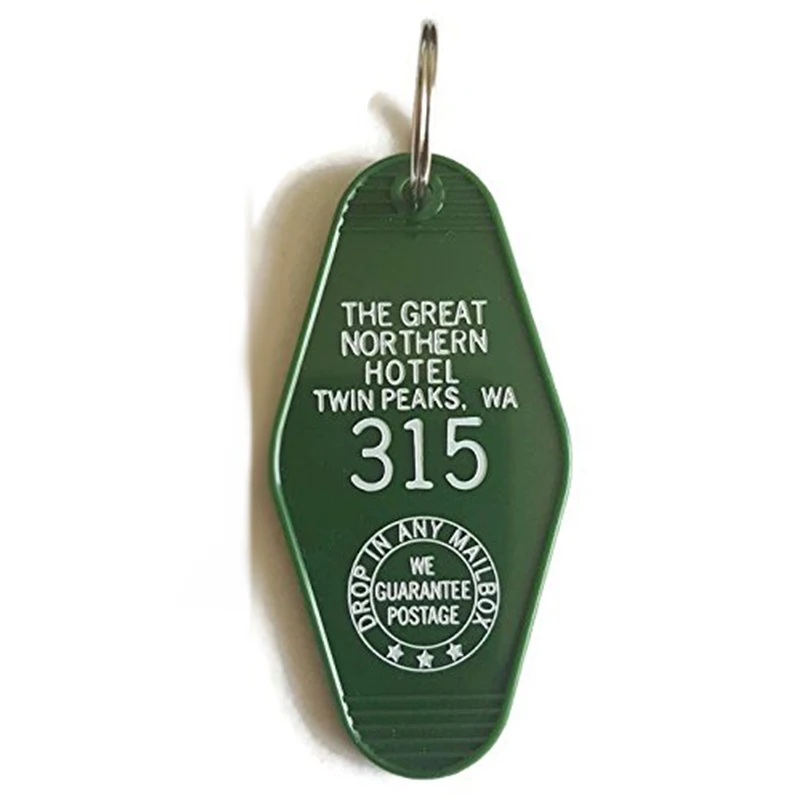 THE GREAT
NORTHERN
HOTEL
TWIN PEAKS, WA
315
DROP IN ANY MAILBOX
WE
GUARANTEE
POSTAGE